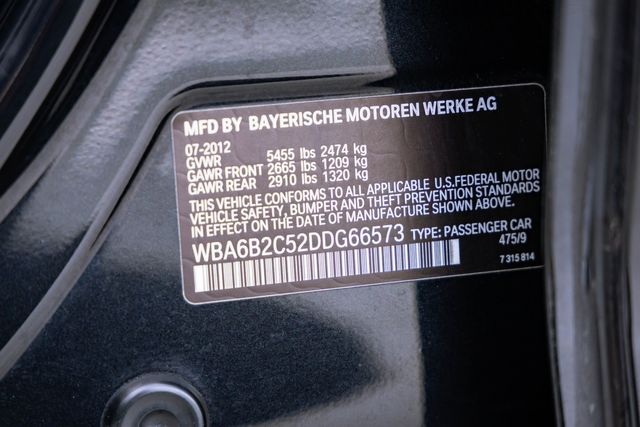 MFD BY BAYERISCHE MOTOREN WERKE AG
07-2012
GVWR 5455 lbs 2474 kg
GAWR FRONT 2665 lbs 1209 kg
GAWR REAR 2910 lbs 1320 kg
THIS VEHICLE CONFORMS TO ALL APPLICABLE U.S.FEDERAL MOTOR
VEHICLE SAFETY, BUMPER AND THEFT PREVENTION STANDARDS
IN EFFECT ON THE DATE OF MANUFACTURE SHOWN ABOVE.
WBA6B2C52DDG66573 TYPE: PASSENGER CAR
475/9
7 315 814